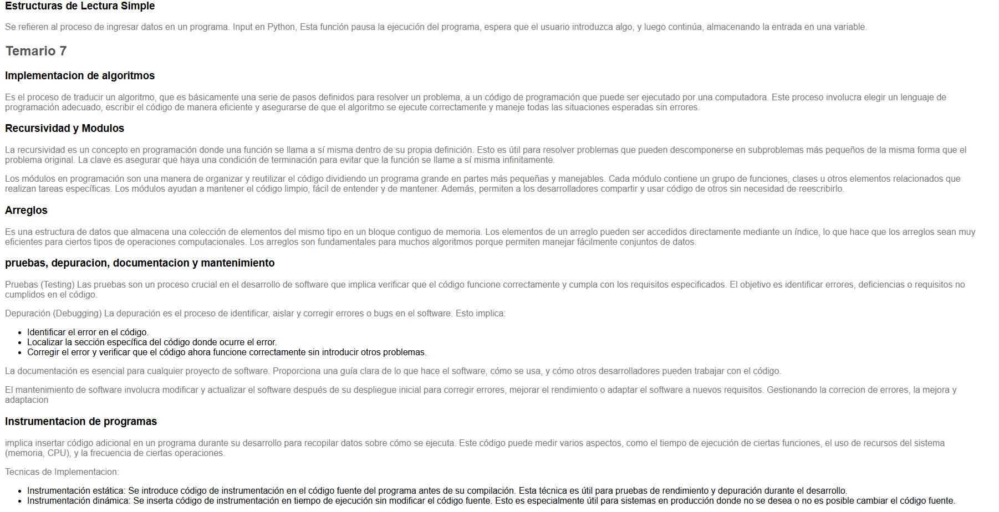 Estructuras de Lectura Simple
Se refieren al proceso de ingresar datos en un programa. Input en Python, Esta función pausa la ejecución del programa, espera que el usuario introduzca algo, y luego continúa, almacenando la entrada en una variable.
Temario 7
Implementacion de algoritmos
Es el proceso de traducir un algoritmo, que es básicamente una serie de pasos definidos para resolver un problema, a un código de programación que puede ser ejecutado por una computadora. Este proceso involucra elegir un lenguaje de
programación adecuado, escribir el código de manera eficiente y asegurarse de que el algoritmo se ejecute correctamente y maneje todas las situaciones esperadas sin errores.
Recursividad y Modulos
La recursividad es un concepto en programación donde una función se llama a sí misma dentro de su propia definición. Esto es útil para resolver problemas que pueden descomponerse en subproblemas más pequeños de la misma forma que el
problema original. La clave es asegurar que haya una condición de terminación para evitar que la función se llame a sí misma infinitamente.
Los módulos en programación son una manera de organizar y reutilizar el código dividiendo un programa grande en partes más pequeñas y manejables. Cada módulo contiene un grupo de funciones, clases u otros elementos relacionados que
realizan tareas específicas. Los módulos ayudan a mantener el código limpio, fácil de entender y de mantener. Además, permiten a los desarrolladores compartir y usar código de otros sin necesidad de reescribirlo.
Arreglos
Es una estructura de datos que almacena una colección de elementos del mismo tipo en un bloque contiguo de memoria. Los elementos de un arreglo pueden ser accedidos directamente mediante un índice, lo que hace que los arreglos sean muy
eficientes para ciertos tipos de operaciones computacionales. Los arreglos son fundamentales para muchos algoritmos porque permiten manejar fácilmente conjuntos de datos.
pruebas, depuracion, documentacion y mantenimiento
Pruebas (Testing) Las pruebas son un proceso crucial en el desarrollo de software que implica verificar que el código funcione correctamente y cumpla con los requisitos especificados. El objetivo es identificar errores, deficiencias o requisitos no
cumplidos en el código.
Depuración (Debugging) La depuración es el proceso de identificar, aislar y corregir errores o bugs en el software. Esto implica:
• Identificar el error en el código.
• Localizar la sección específica del código donde ocurre el error.
• Corregir el error y verificar que el código ahora funcione correctamente sin introducir otros problemas.
La documentación es esencial para cualquier proyecto de software. Proporciona una guía clara de lo que hace el software, cómo se usa, y cómo otros desarrolladores pueden trabajar con el código.
El mantenimiento de software involucra modificar y actualizar el software después de su despliegue inicial para corregir errores, mejorar el rendimiento o adaptar el software a nuevos requisitos. Gestionando la correcion de errores, la mejora y
adaptacion
Instrumentacion de programas
implica insertar código adicional en un programa durante su desarrollo para recopilar datos sobre cómo se ejecuta. Este código puede medir varios aspectos, como el tiempo de ejecución de ciertas funciones, el uso de recursos del sistema
(memoria, CPU), y la frecuencia de ciertas operaciones.
Tecnicas de Implementacion:
• Instrumentación estática: Se introduce código de instrumentación en el código fuente del programa antes de su compilación. Esta técnica es útil para pruebas de rendimiento y depuración durante el desarrollo.
• Instrumentación dinámica: Se inserta código de instrumentación en tiempo de ejecución sin modificar el código fuente. Esto es especialmente útil para sistemas en producción donde no se desea o no es posible cambiar el código fuente.